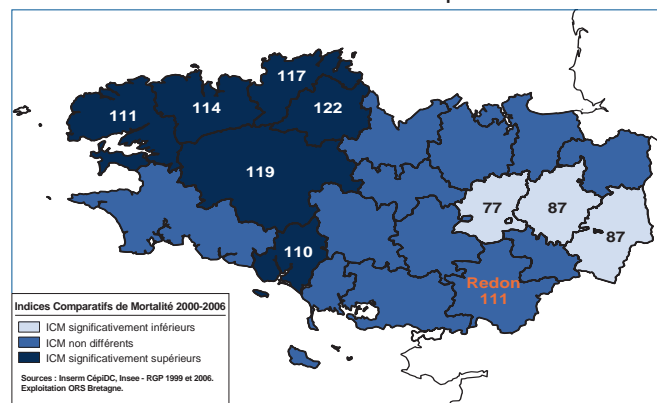 117
111
114
122
119
77
87
87
110
Redon
111
Indices Comparatifs de Mortalité 2000-2006
ICM significativement inférieurs
ICM non différents
ICM significativement supérieurs
Sources : Inserm CépiDC, Insee - RGP 1999 et 2006.
Exploitation ORS Bretagne.